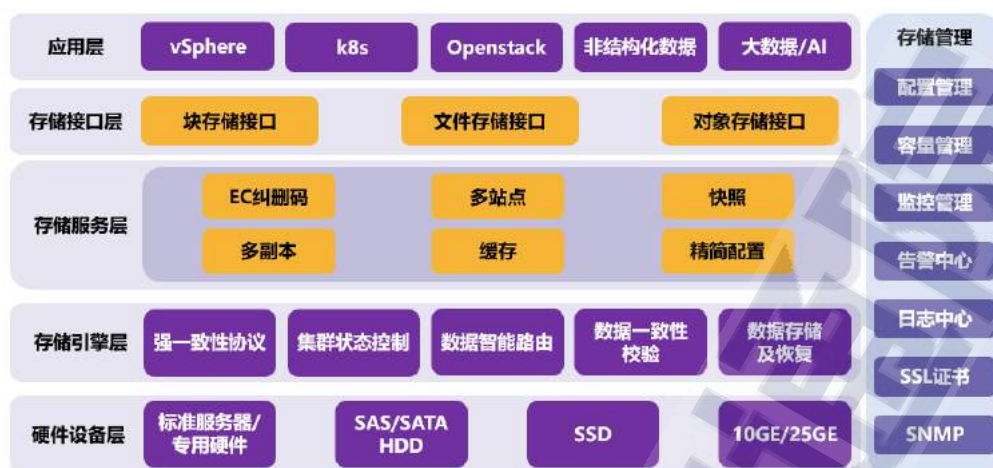 应用层
vSphere
k8s
Openstack
非结构化数据
大数据/AI
存储接口层
块存储接口
文件存储接口
对象存储接口
存储服务层
EC纠删码
多站点
快照
多副本
缓存
精简配置
存储引擎层
强一致性协议
集群状态控制
数据智能路由
数据一致性
校验
数据存储
及恢复
硬件设备层
标准服务器/
专用硬件
SAS/SATA
HDD
SSD
10GE/25GE
存储管理
配置管理
容量管理
监控管理
告警中心
日志中心
SSL证书
SNMP